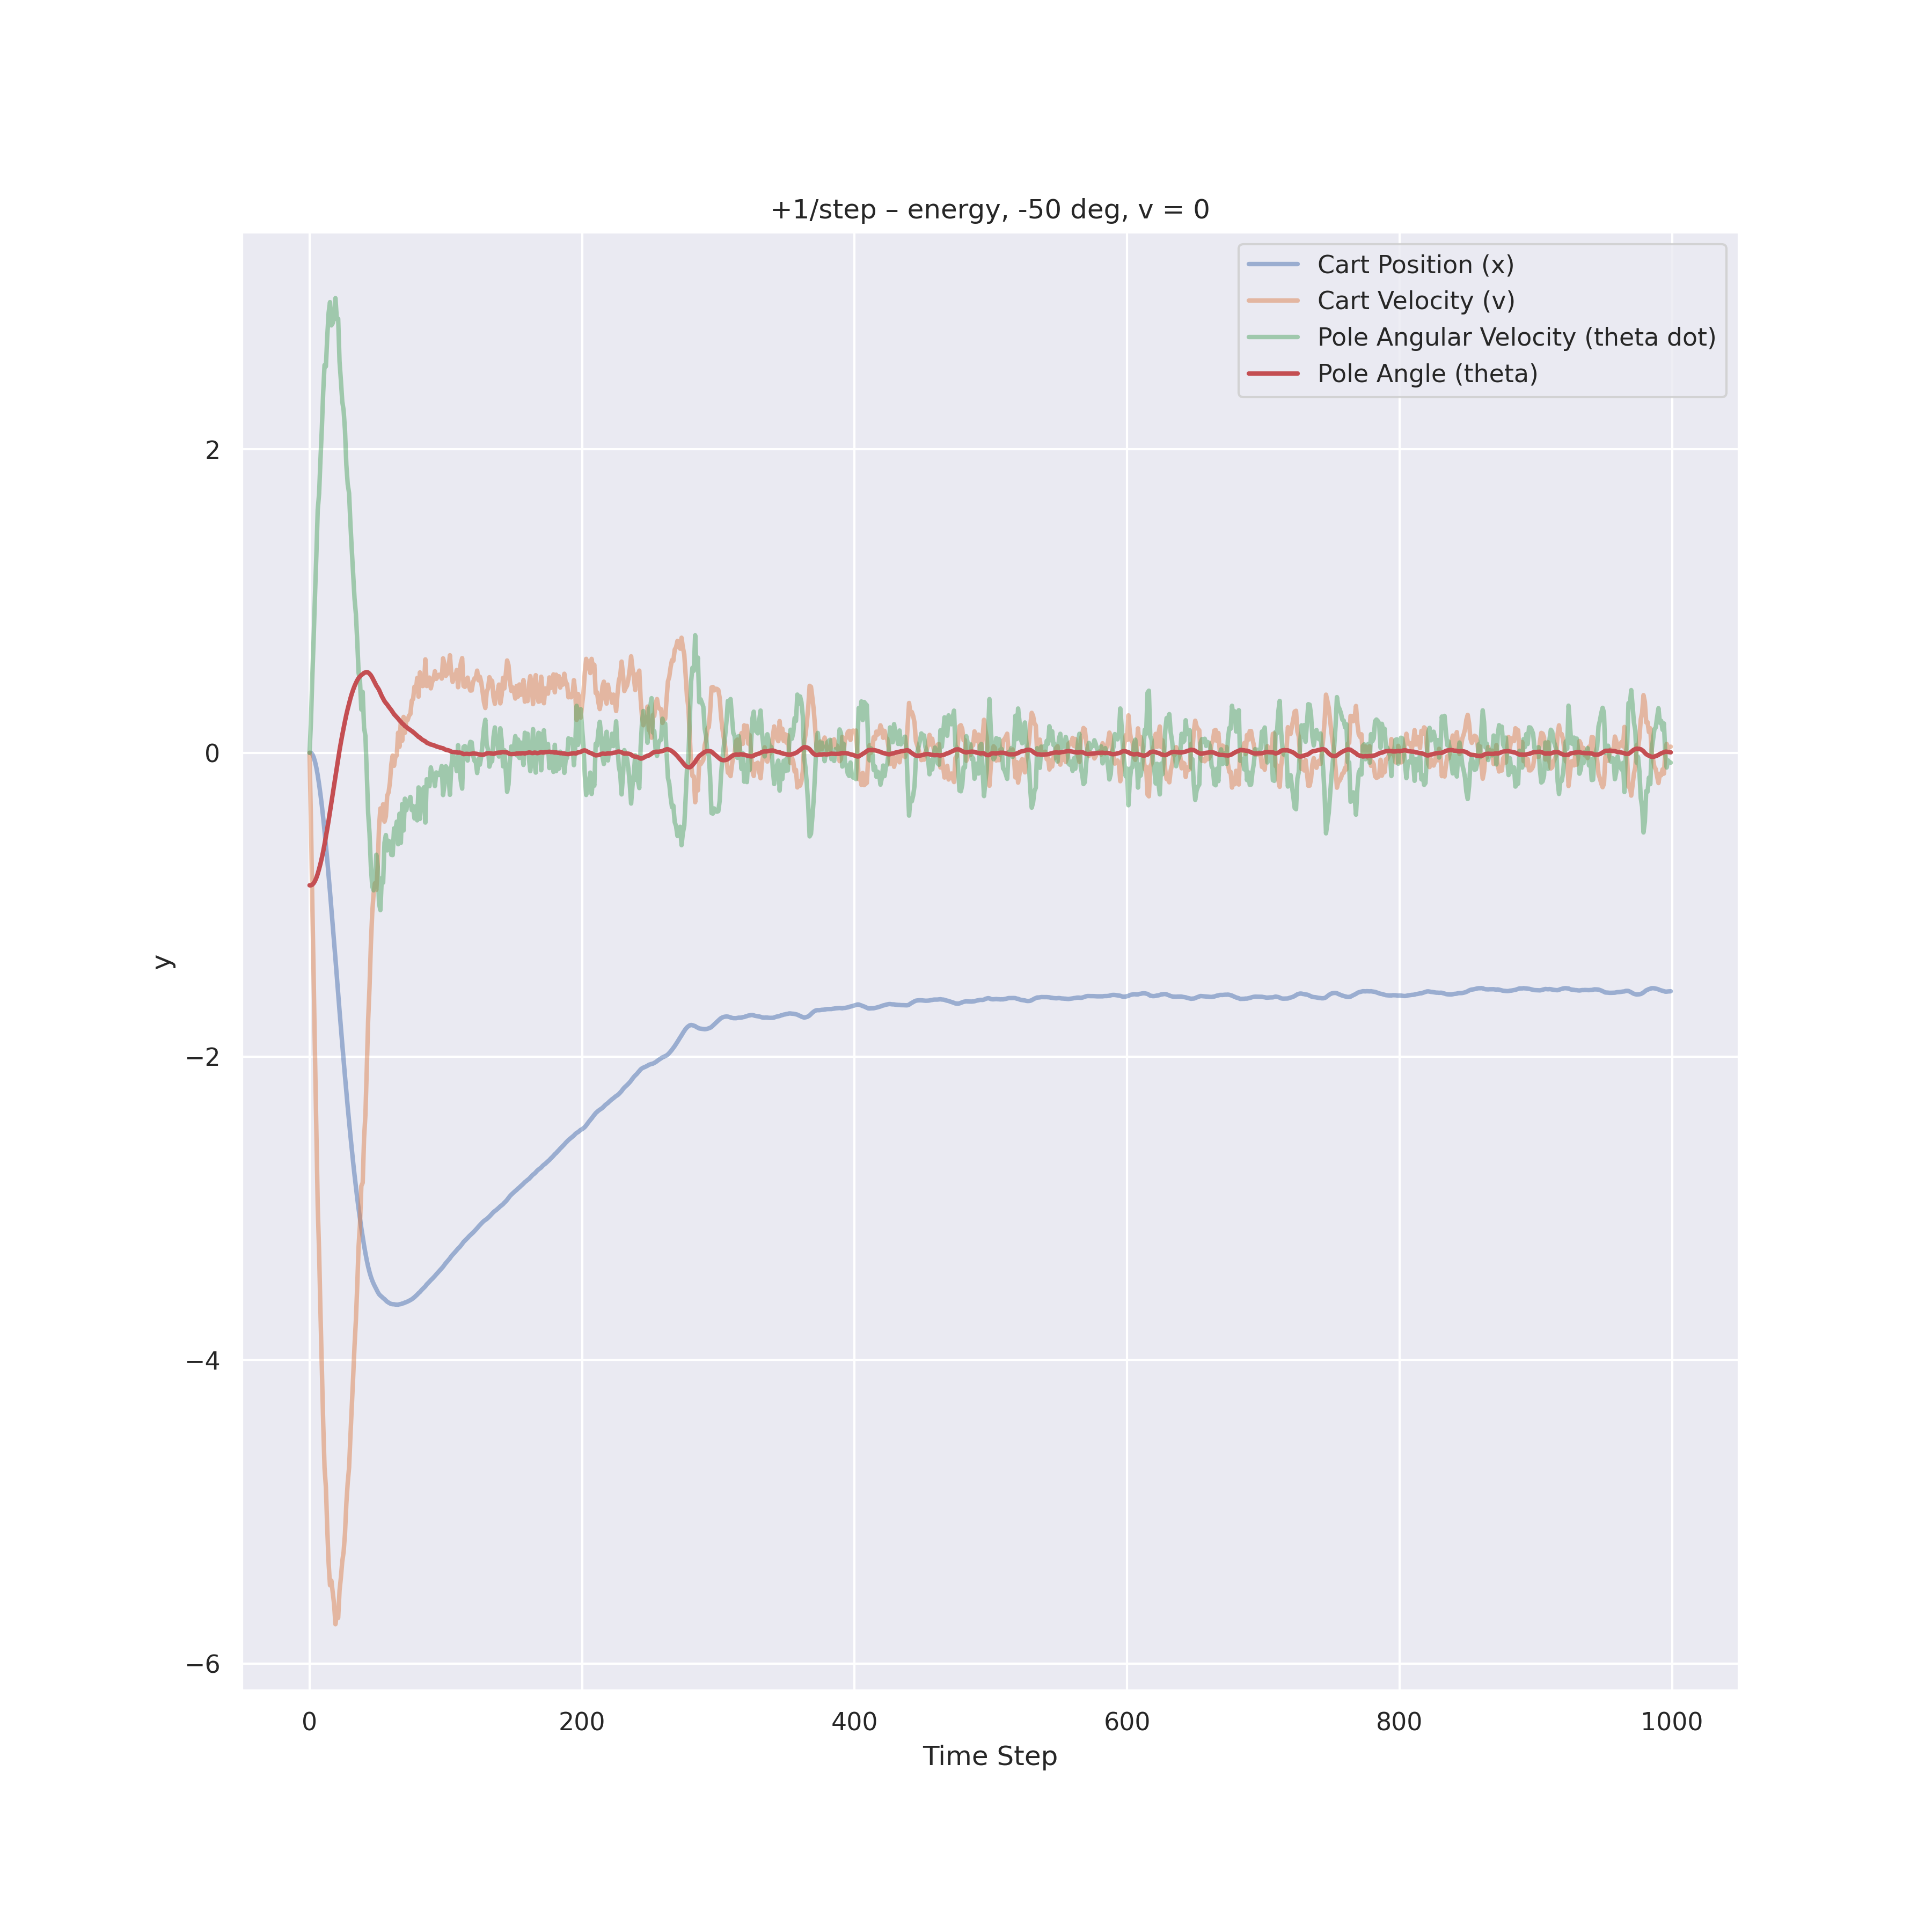 +1/step – energy, -50 deg, v = 0
Cart Position (x)
Cart Velocity (v)
Pole Angular Velocity (theta dot)
Pole Angle (theta)
2
0
−2
−4
−6
y
0 200 400 600 800 1000
Time Step